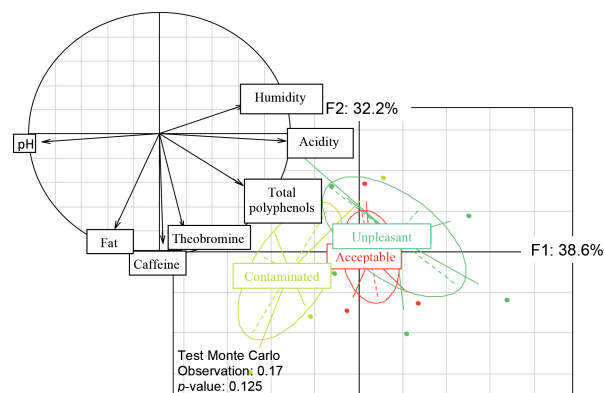 Humidity
F2: 32.2%
pH
Acidity
Total
polyphenols
Fat
Theobromine
Caffeine
Unpleasant
Acceptable
F1: 38.6%
Contaminated
Test Monte Carlo
Observation: 0.17
p-value: 0.125